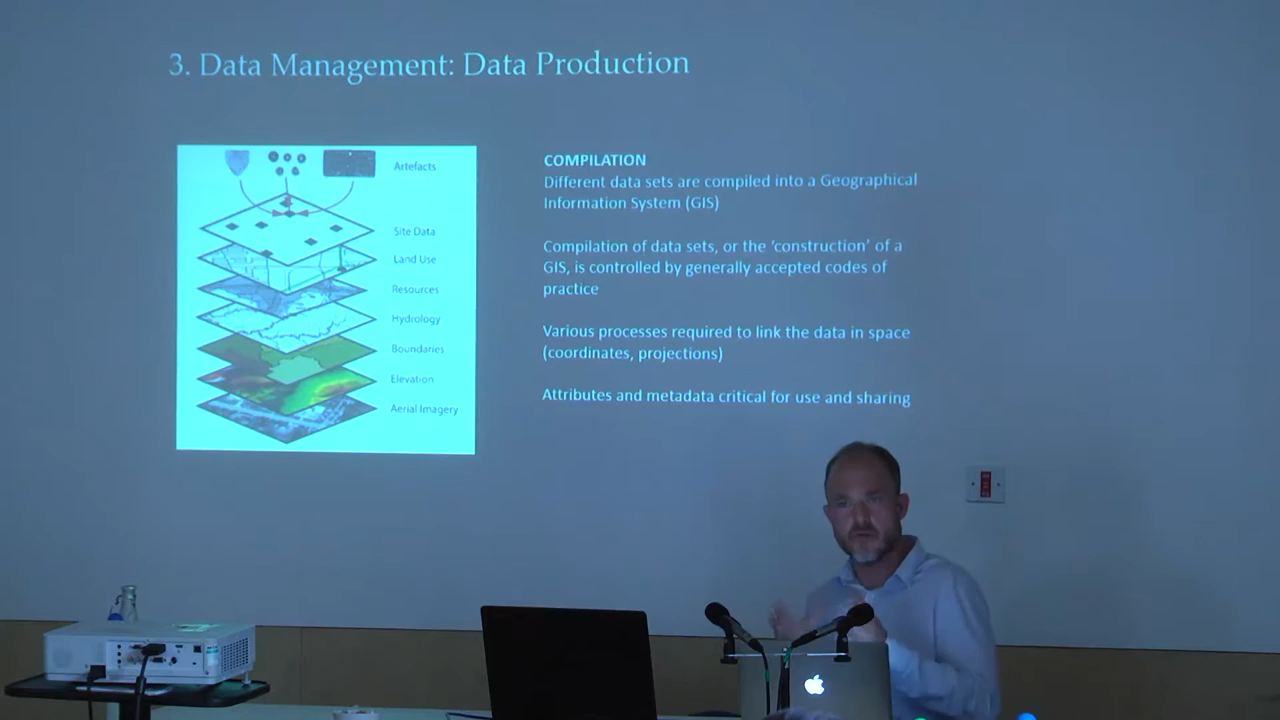 3. Data Management: Data Production
Artefacts
Site Data
Land Use
Resources
Hydrology
Boundaries
Elevation
Aerial Imagery
COMPILATION
Different data sets are compiled into a Geographical
Information System (GIS)
Compilation of data sets, or the ‘construction’ of a
GIS, is controlled by generally accepted codes of
practice
Various processes required to link the data in space
(coordinates, projections)
Attributes and metadata critical for use and sharing